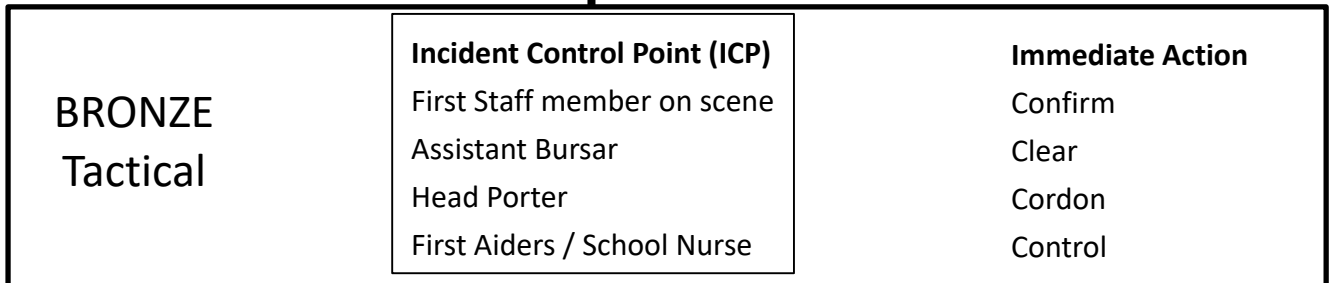 BRONZE
Tactical
Incident Control Point (ICP)
First Staff member on scene
Assistant Bursar
Head Porter
First Aiders / School Nurse
Immediate Action
Confirm
Clear
Cordon
Control